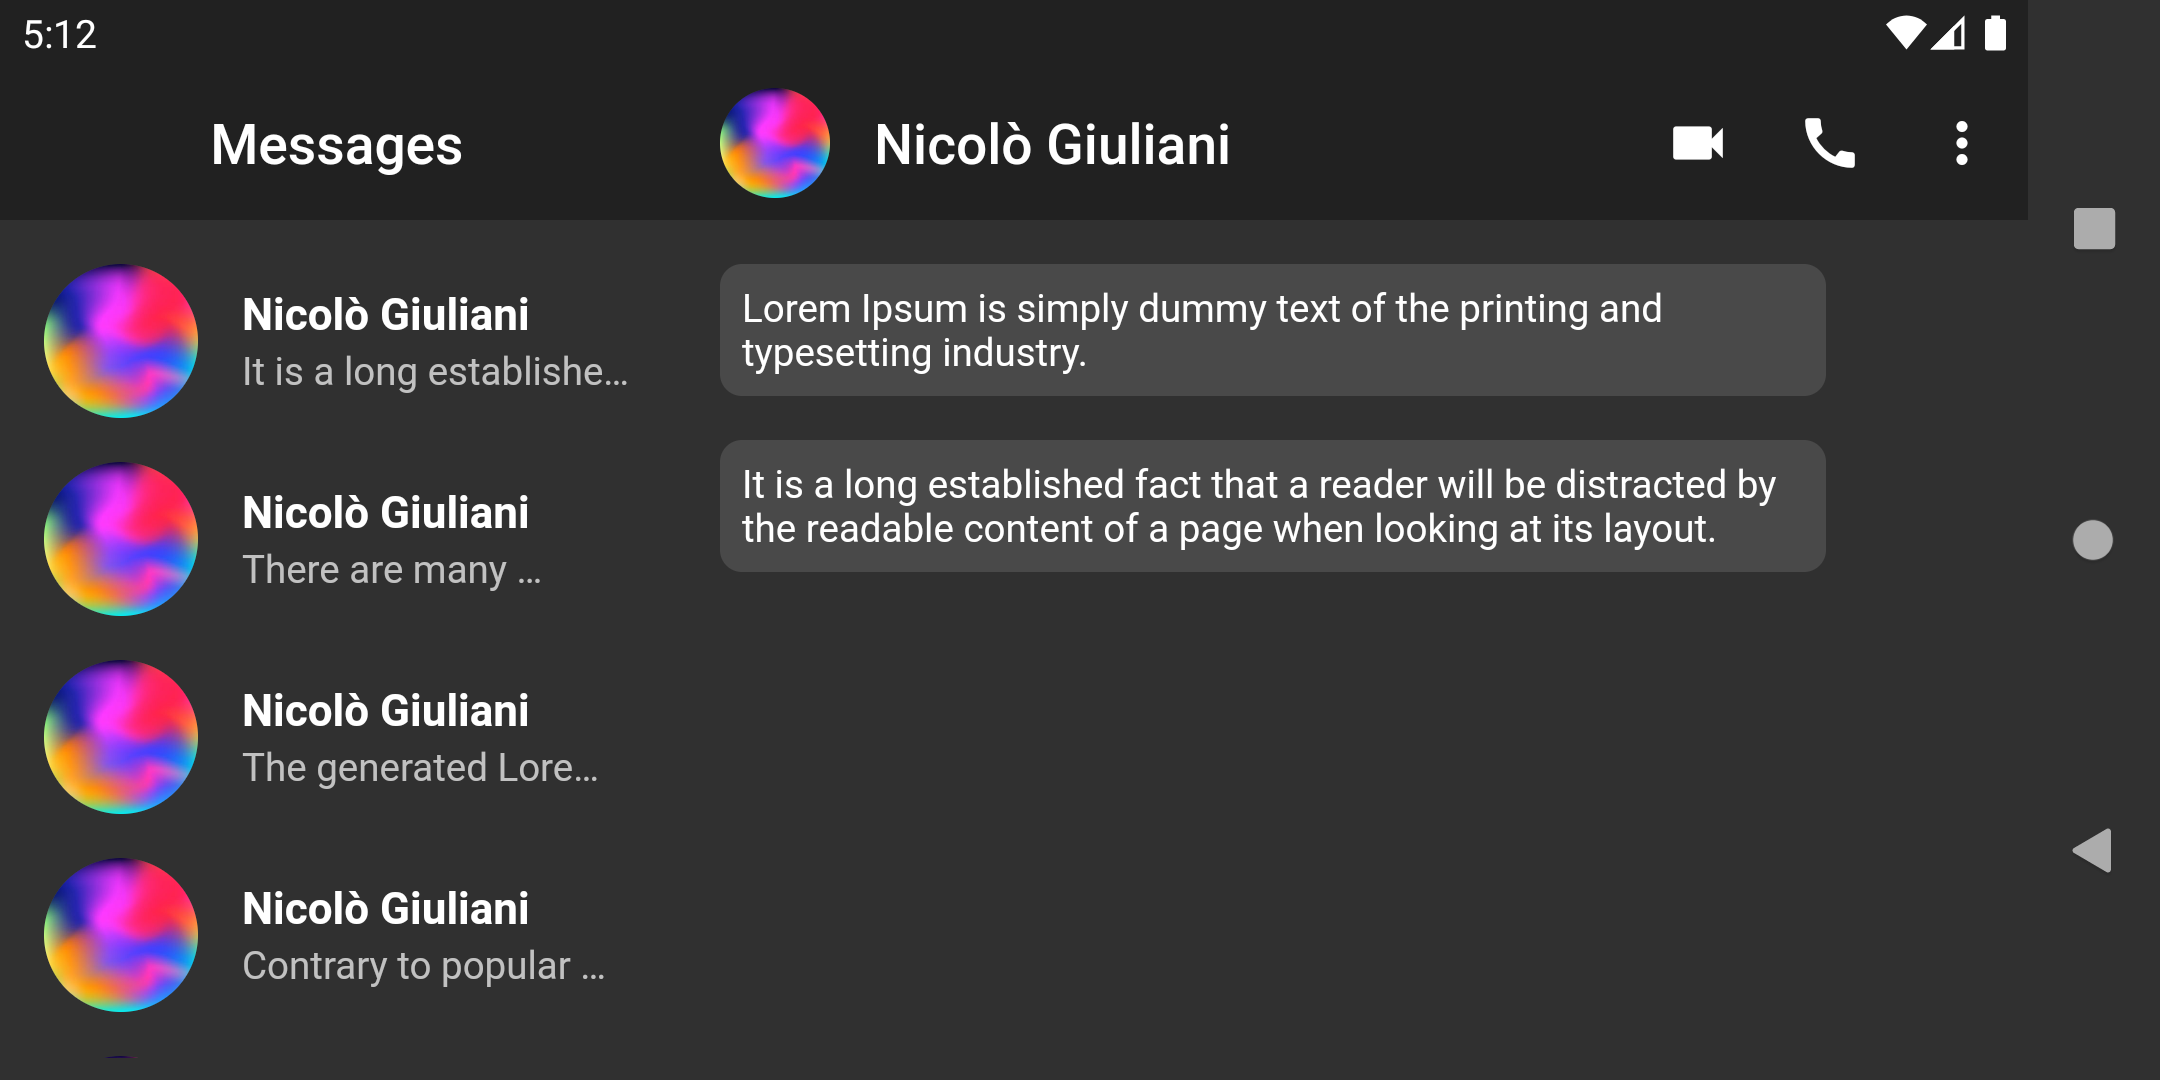 5:12
Messages
Nicolò Giuliani
Nicolò Giuliani
It is a long establishe…
Nicolò Giuliani
There are many …
Nicolò Giuliani
The generated Lore…
Nicolò Giuliani
Contrary to popular …
Lorem Ipsum is simply dummy text of the printing and
typesetting industry.
It is a long established fact that a reader will be distracted by
the readable content of a page when looking at its layout.